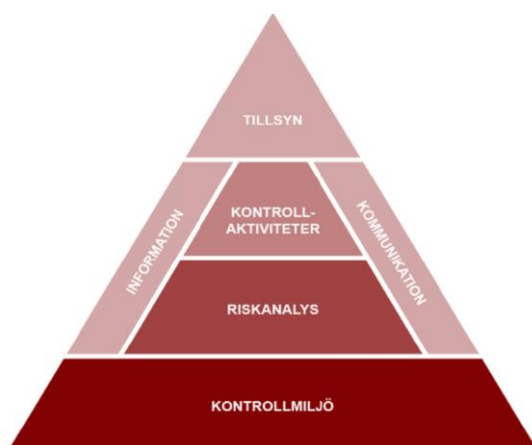 TILLSYN
INFORMATION
KONTROLL-
AKTIVITETER
KOMMUNIKATION
RISKANALYS
KONTROLLMILJÖ